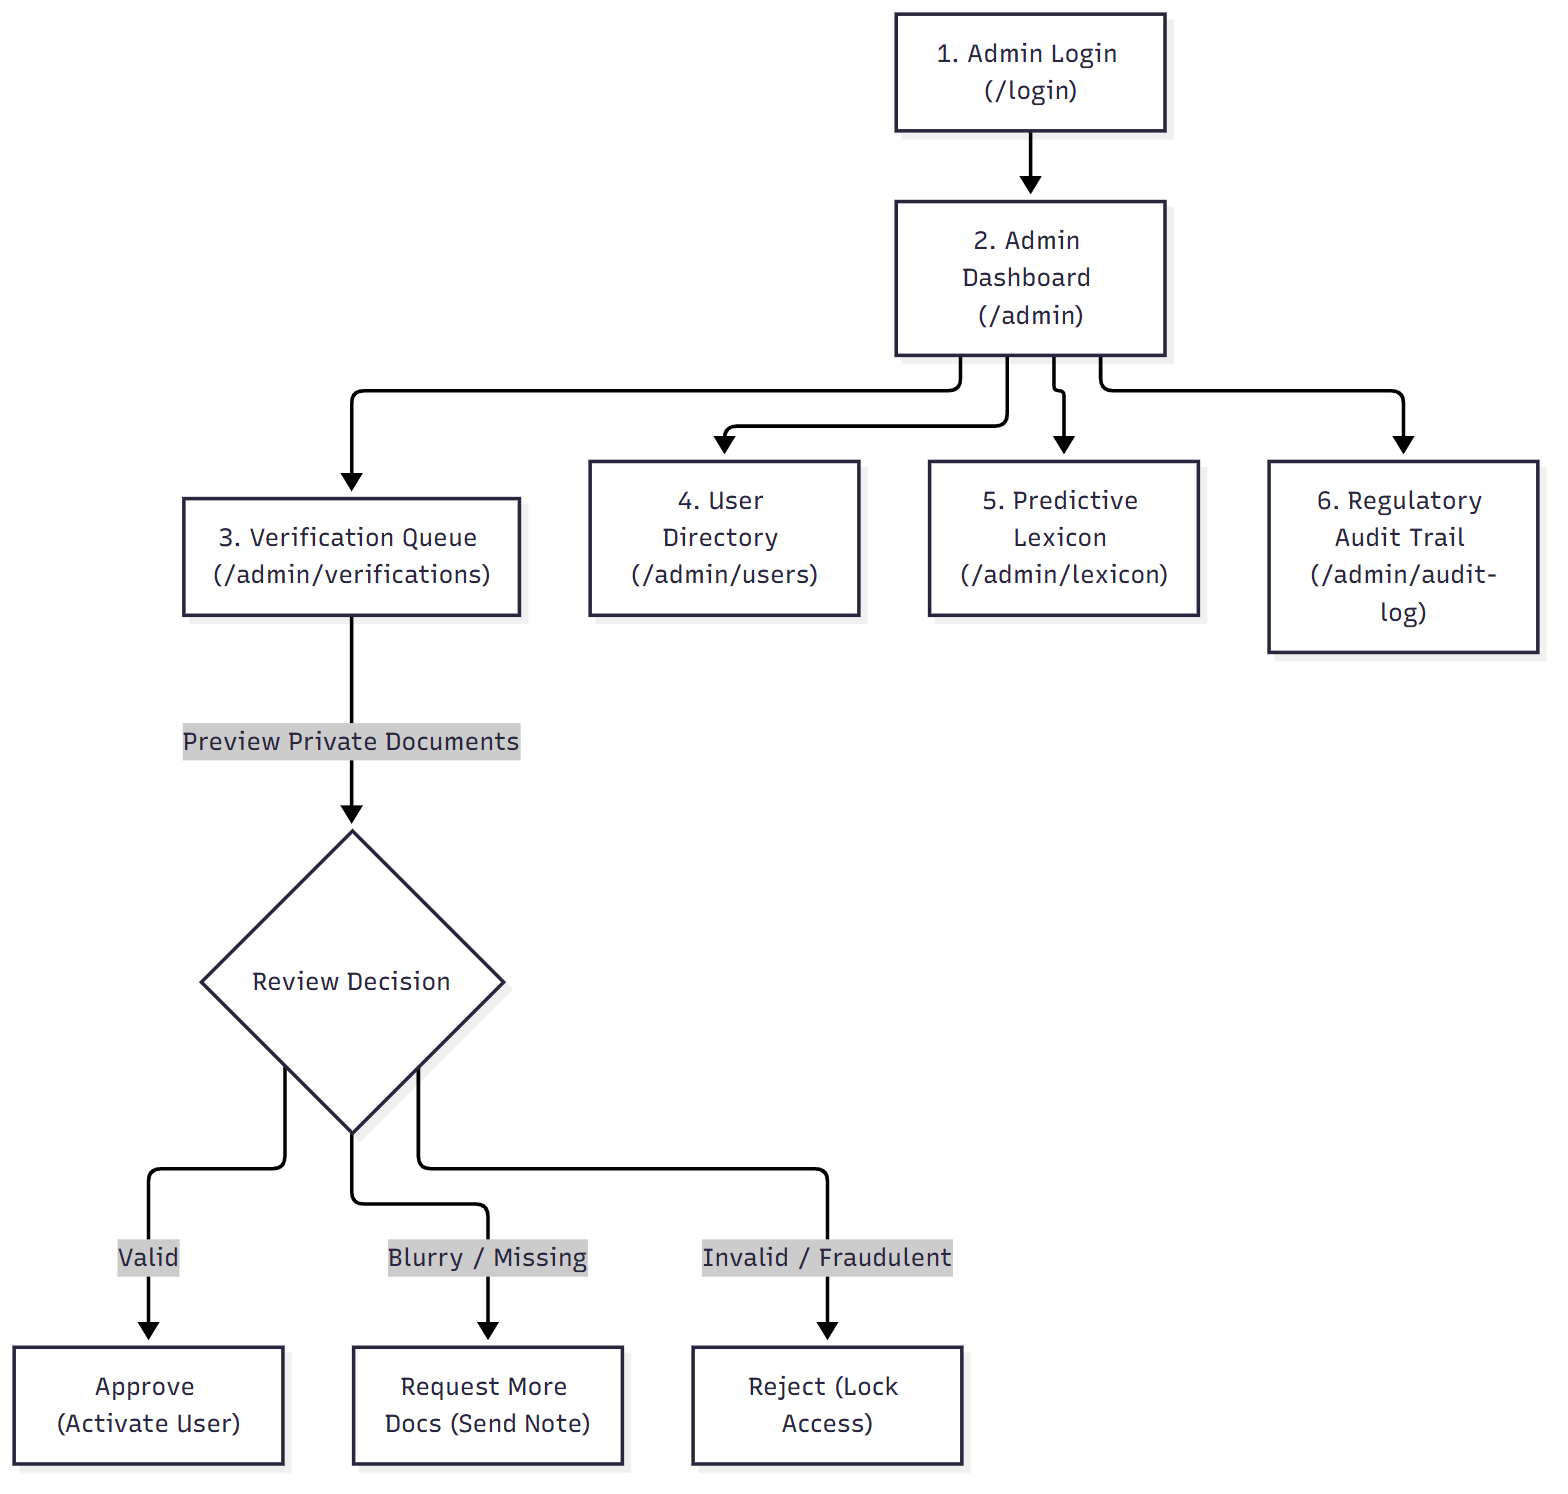 1. Admin Login
(/login)
2. Admin
Dashboard
(/admin)
3. Verification Queue
(/admin/verifications)
4. User
Directory
(/admin/users)
5. Predictive
Lexicon
(/admin/lexicon)
6. Regulatory
Audit Trail
(/admin/audit-
log)
Preview Private Documents
Review Decision
Valid
Blurry / Missing
Invalid / Fraudulent
Approve
(Activate User)
Request More
Docs (Send Note)
Reject (Lock
Access)